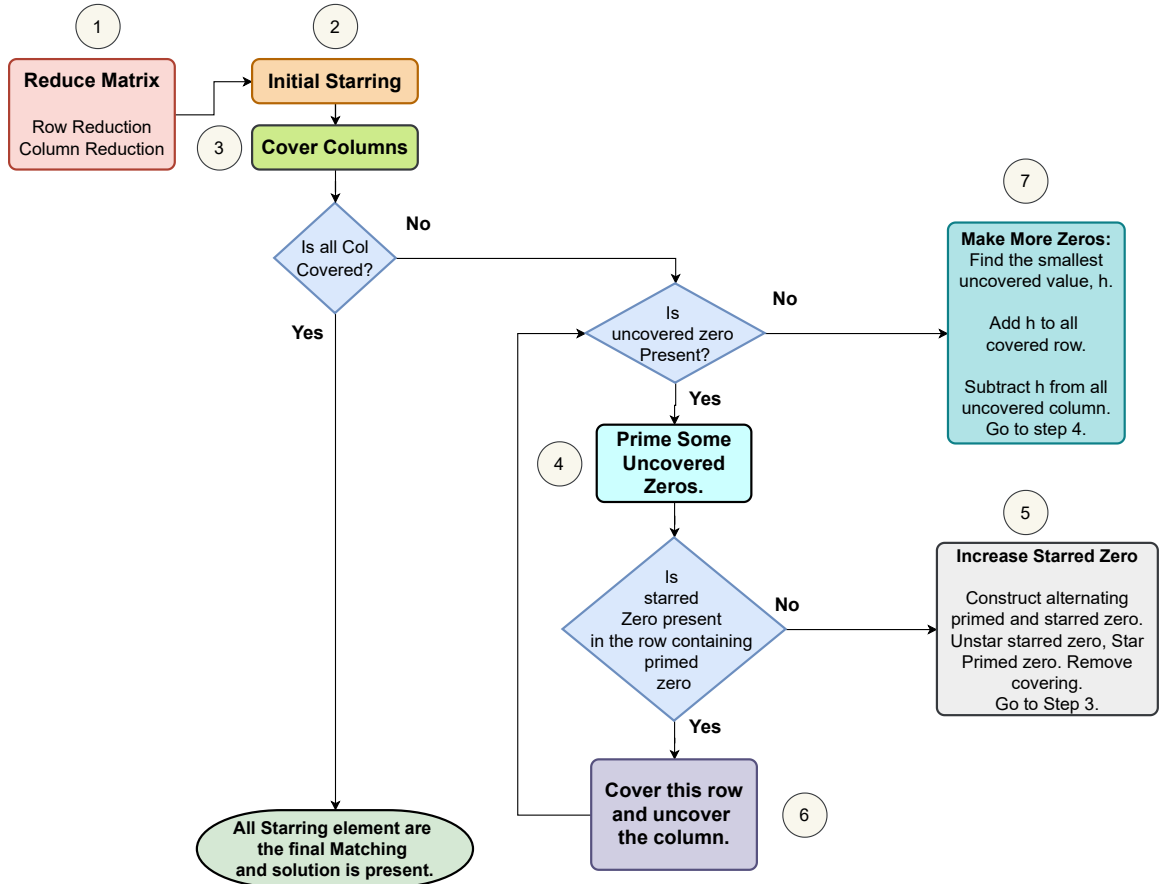 1
Reduce Matrix
Row Reduction
Column Reduction
2
Initial Starring
3
Cover Columns
Is all Col
Covered?
No
Yes
Is
uncovered zero
Present?
No
Yes
7
Make More Zeros:
Find the smallest
uncovered value, h.
Add h to all
covered row.
Subtract h from all
uncovered column.
Go to step 4.
4
Prime Some
Uncovered
Zeros.
Is
starred
Zero present
in the row containing
primed
zero
No
Yes
5
Increase Starred Zero
Construct alternating
primed and starred zero.
Unstar starred zero, Star
Primed zero. Remove
covering.
Go to Step 3.
Cover this row
and uncover
the column.
6
All Starring element are
the final Matching
and solution is present.